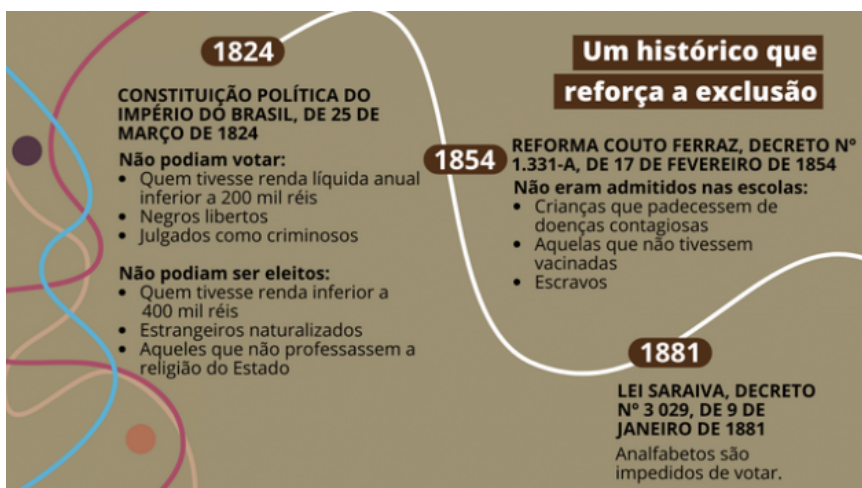 Um histórico que
reforça a exclusão
1824
CONSTITUIÇÃO POLÍTICA DO
IMPÉRIO DO BRASIL, DE 25 DE
MARÇO DE 1824
Não podiam votar:
• Quem tivesse renda líquida anual
inferior a 200 mil réis
• Negros libertos
• Julgados como criminosos
Não podiam ser eleitos:
• Quem tivesse renda inferior a
400 mil réis
• Estrangeiros naturalizados
• Aqueles que não professassem a
religião do Estado
1854
REFORMA COUTO FERRAZ, DECRETO Nº
1.331-A, DE 17 DE FEVEREIRO DE 1854
Não eram admitidos nas escolas:
• Crianças que padecessem de
doenças contagiosas
• Aquelas que não tivessem
vacinadas
• Escravos
1881
LEI SARAIVA, DECRETO
Nº 3 029, DE 9 DE
JANEIRO DE 1881
Analfabetos são
impedidos de votar.